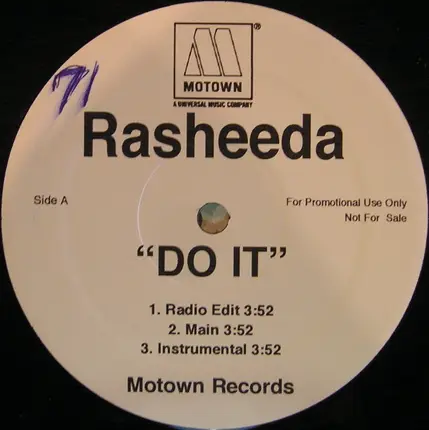 ®
MOTOWN
A UNIVERSAL MUSIC COMPANY
71
Rasheeda
Side A
For Promotional Use Only
Not For Sale
“DO IT”
1. Radio Edit 3:52
2. Main 3:52
3. Instrumental 3:52
Motown Records